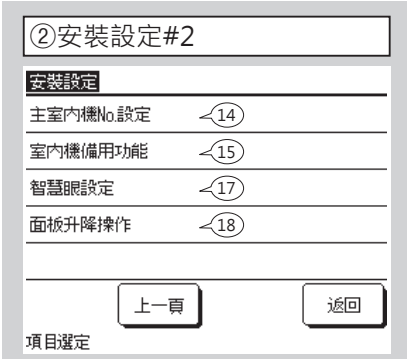 ②安裝設定#2
安裝設定
主室内機No.設定 14
室内機備用功能 15
智慧眼設定 17
面板升降操作 18
上一頁 返回
項目選定